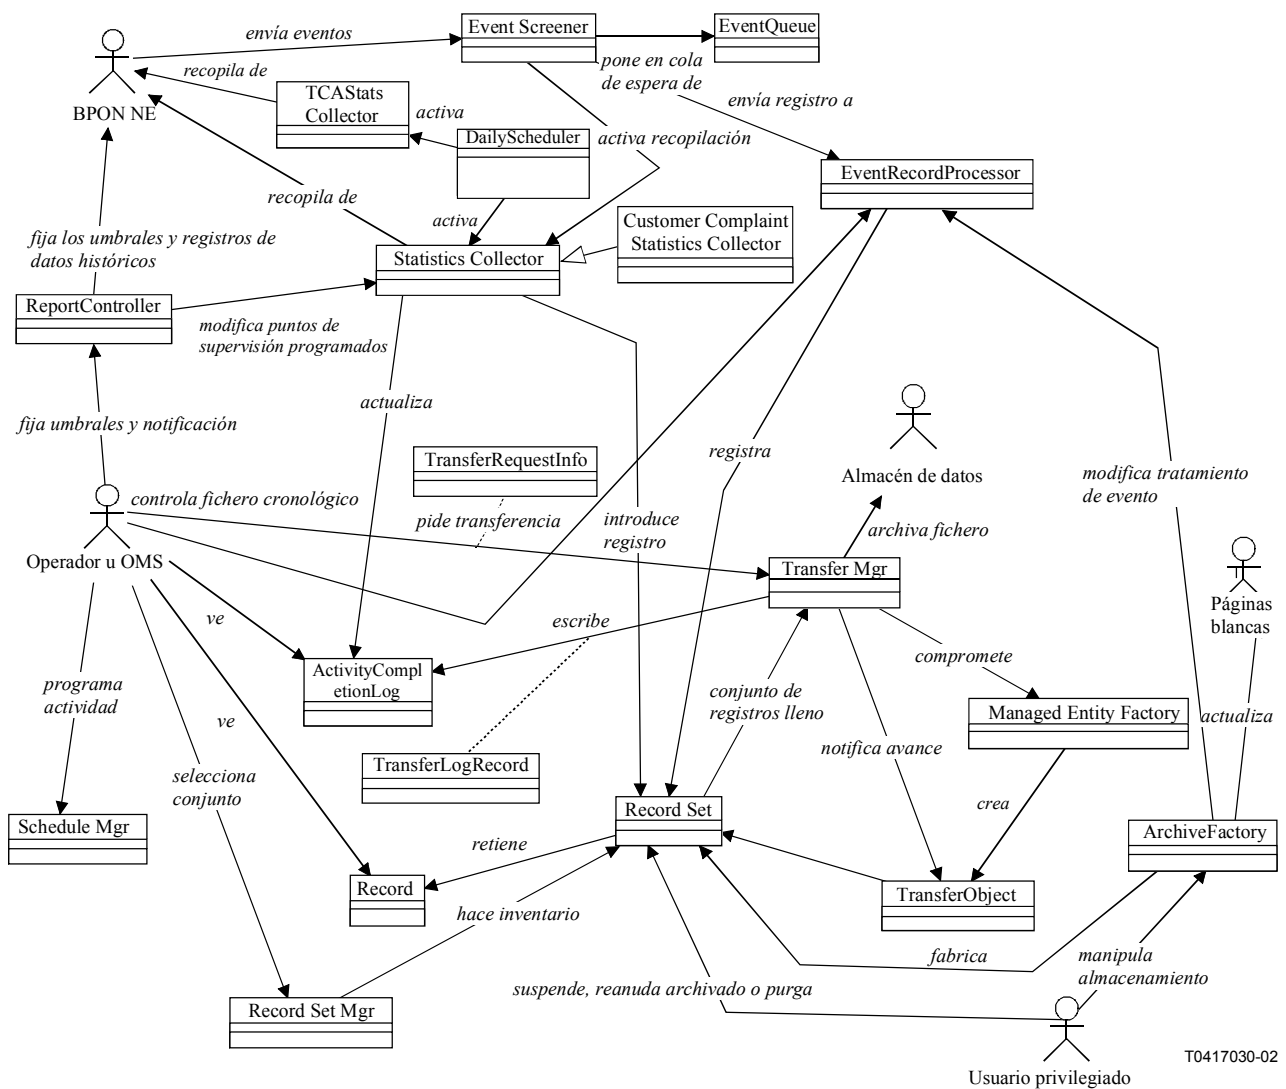 envía eventos
Event Screener
EventQueue
pone en cola
de espera de
recopila de
BPON NE
TCAStats
Collector
activa
envía registro a
DailyScheduler
activa recopilación
EventRecordProcessor
recopila de
activa
Customer Complaint
Statistics Collector
fija los umbrales y registros de
datos históricos
Statistics Collector
ReportController
modifica puntos de
supervisión programados
actualiza
fija umbrales y notificación
registra
TransferRequestInfo
Almacén de datos
modifica tratamiento
de evento
controla fichero cronológico
pide transferencia
introduce
registro
archiva fichero
Operador u OMS
Transfer Mgr
Páginas
blancas
ve
escribe
compromete
ActivityCompl
etionLog
programa
actividad
conjunto de
registros lleno
Managed Entity Factory
actualiza
ve
notifica avance
TransferLogRecord
selecciona
conjunto
crea
Record Set
Schedule Mgr
ArchiveFactory
retiene
Record
TransferObject
hace inventario
fabrica
manipula
almacenamiento
suspende, reanuda archivado o purga
Record Set Mgr
T0417030-02
Usuario privilegiado